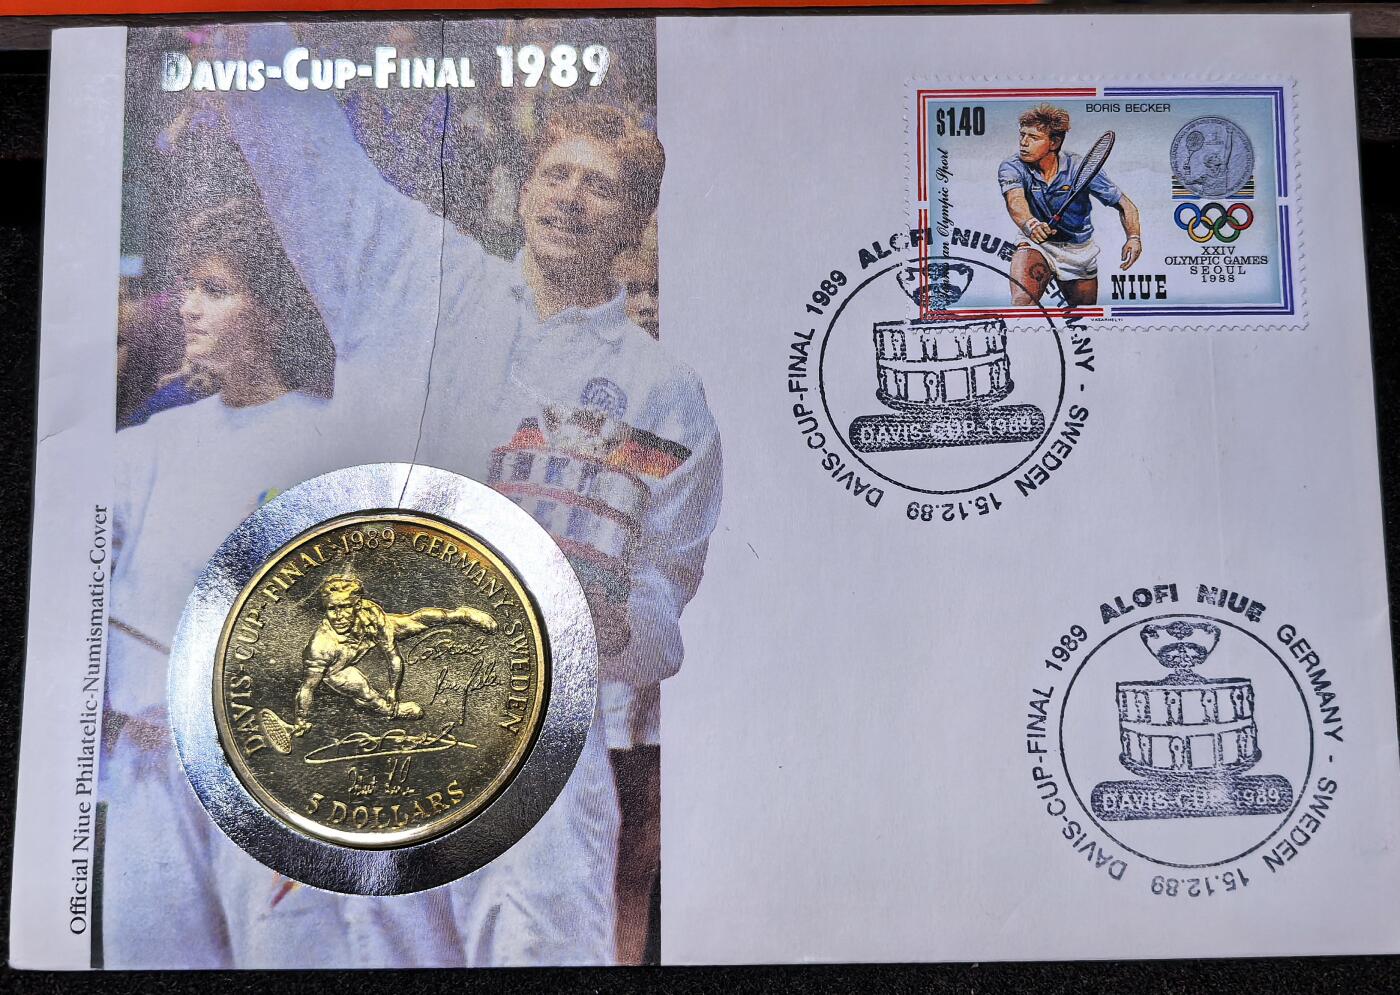 DAVIS-CUP-FINAL 1989
Official Niue Philatelic-Numismatic-Cover
DAVIS-CUP-FINAL·1989·GERMANY·SWEDEN
5 DOLLARS
$1.40
BORIS BECKER
XXIV
OLYMPIC GAMES
SEOUL
1988
NIUE
VASARHELYI
ALOFI NIUE GERMANY - SWEDEN 15.12.89 DAVIS-CUP-FINAL 1989
DAVIS-CUP 1989
ALOFI NIUE GERMANY - SWEDEN 15.12.89 DAVIS-CUP-FINAL 1989
DAVIS-CUP 1989